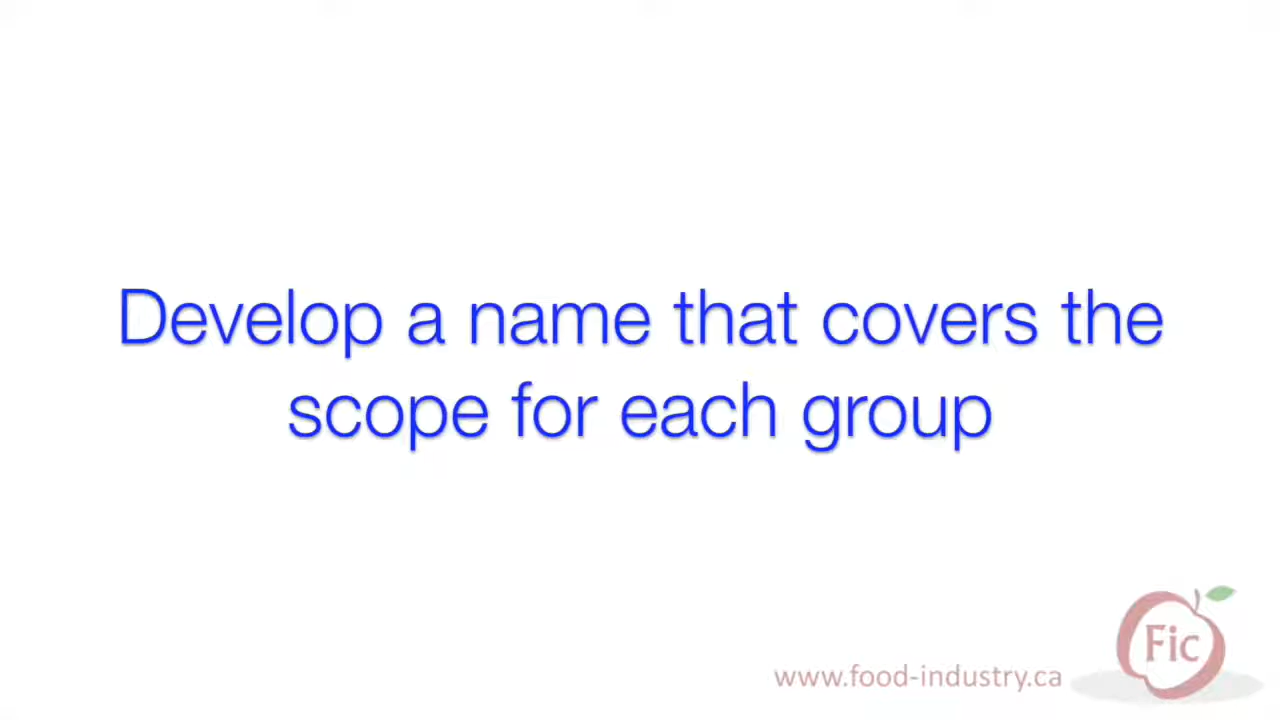 Develop a name that covers the
scope for each group
Fic
www.food-industry.ca